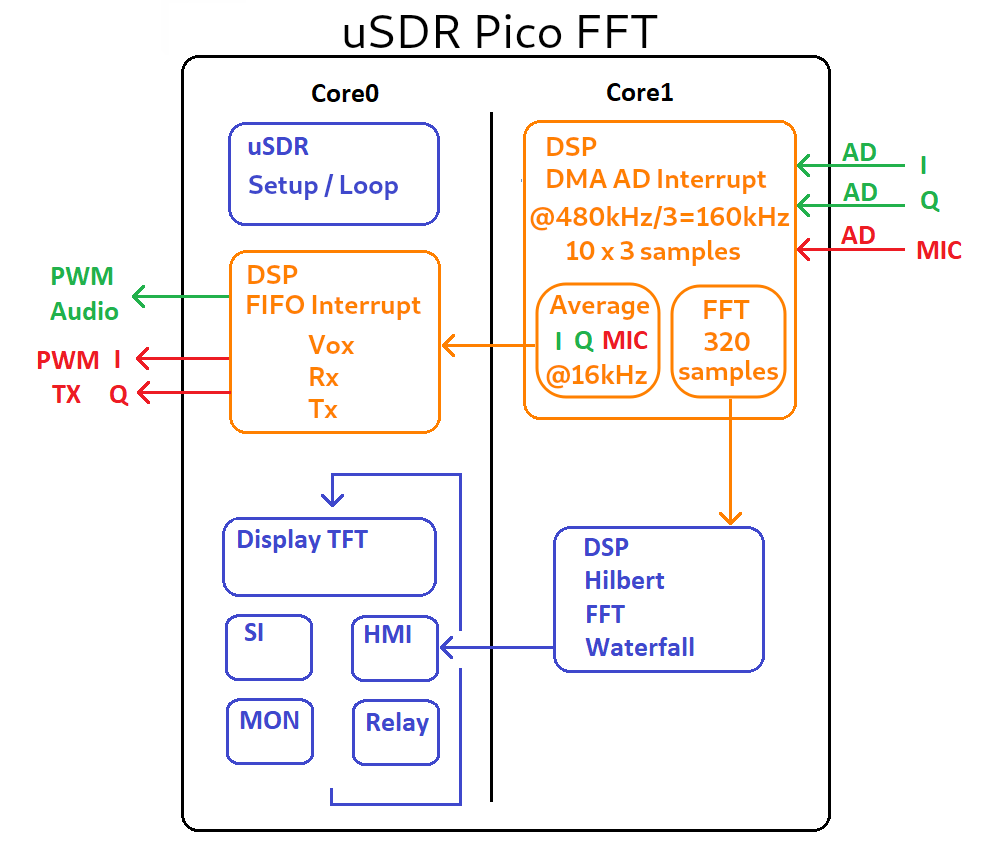 uSDR Pico FFT
Core0
uSDR
Setup / Loop
DSP
FIFO Interrupt
Vox
Rx
Tx
PWM
Audio
PWM I
TX Q
Display TFT
SI
HMI
MON
Relay
Core1
DSP
DMA AD Interrupt
@480kHz/3=160kHz
10 x 3 samples
Average
I Q MIC
@16kHz
FFT
320
samples
AD I
AD Q
AD MIC
DSP
Hilbert
FFT
Waterfall